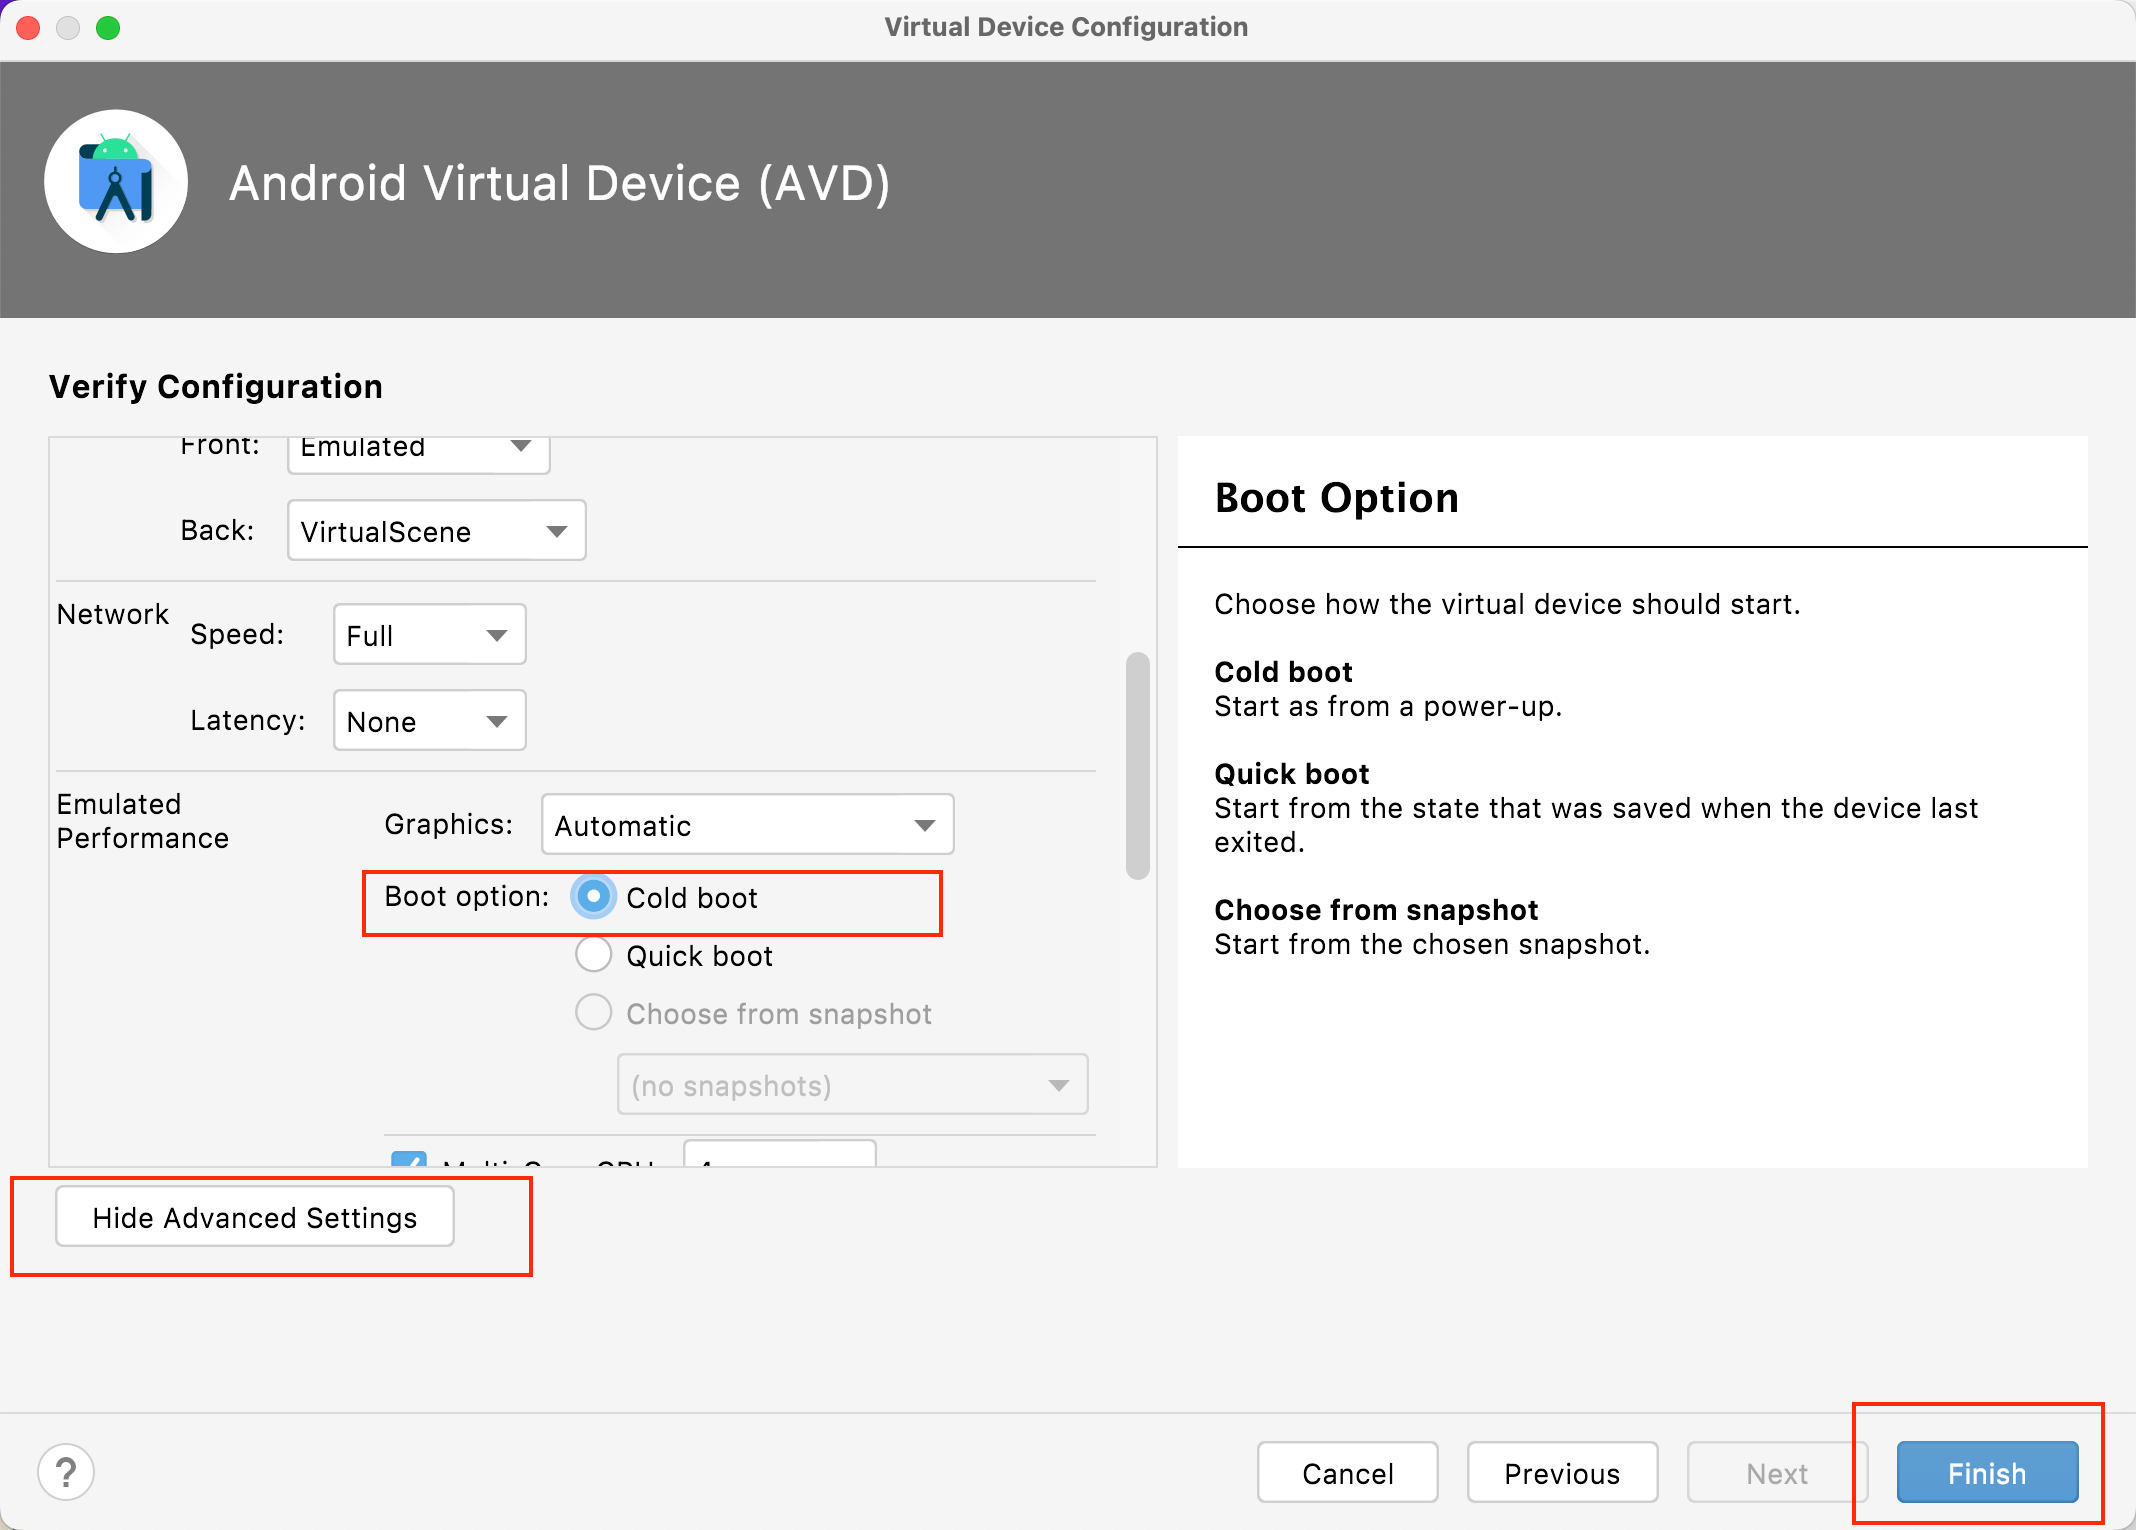 Virtual Device Configuration
Android Virtual Device (AVD)
Verify Configuration
Front: Emulated
Back: VirtualScene
Network
Speed: Full
Latency: None
Emulated
Performance
Graphics: Automatic
Boot option: Cold boot
Quick boot
Choose from snapshot
(no snapshots)
Hide Advanced Settings
Boot Option
Choose how the virtual device should start.
Cold boot
Start as from a power-up.
Quick boot
Start from the state that was saved when the device last
exited.
Choose from snapshot
Start from the chosen snapshot.
?
Cancel
Previous
Next
Finish